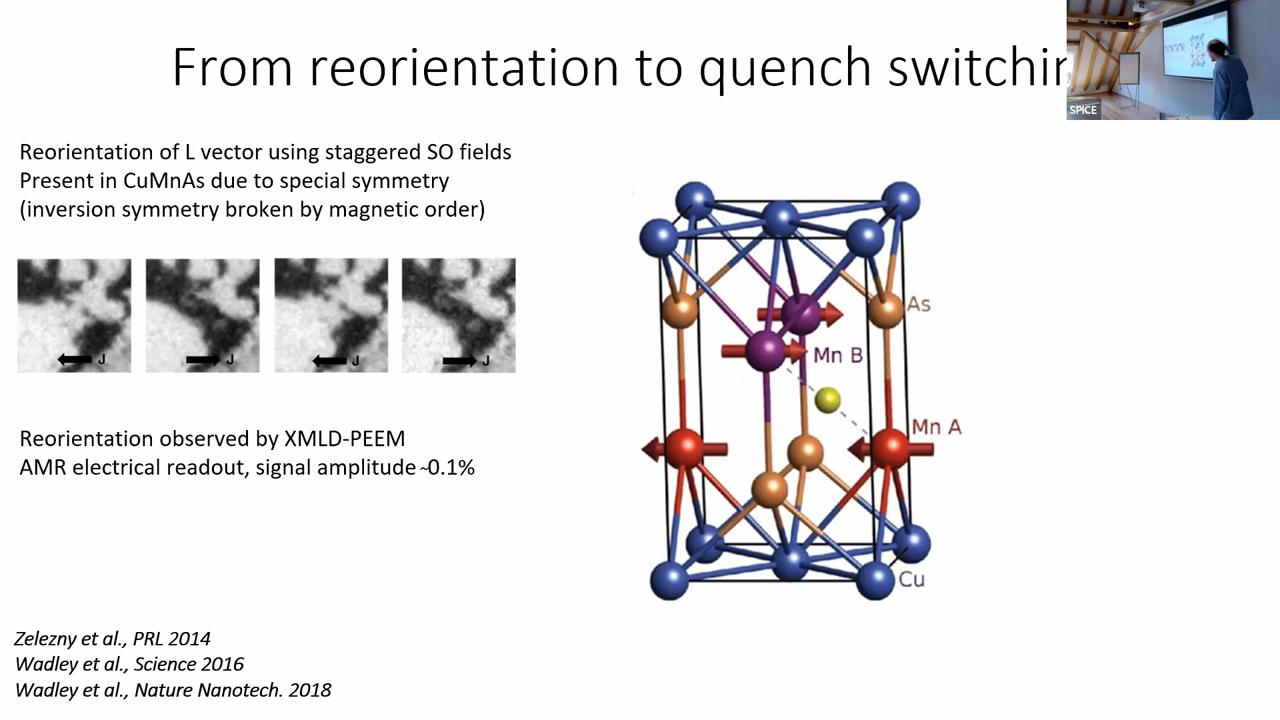 From reorientation to quench switchin
SPICE
Reorientation of L vector using staggered SO fields
Present in CuMnAs due to special symmetry
(inversion symmetry broken by magnetic order)
J
J
J
J
Reorientation observed by XMLD-PEEM
AMR electrical readout, signal amplitude ~0.1%
As
Mn B
Mn A
Cu
Zelezny et al., PRL 2014
Wadley et al., Science 2016
Wadley et al., Nature Nanotech. 2018